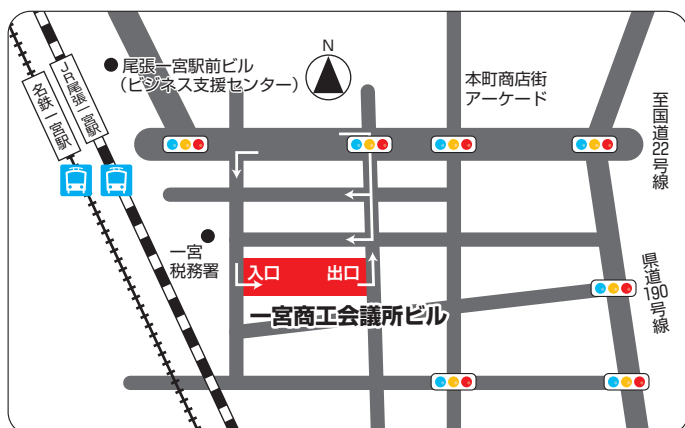 名鉄一宮駅
JR尾張一宮駅
尾張一宮駅前ビル
(ビジネス支援センター)
N
本町商店街
アーケード
至国道22号線
一宮
税務署
入口
出口
一宮商工会議所ビル
県道190号線